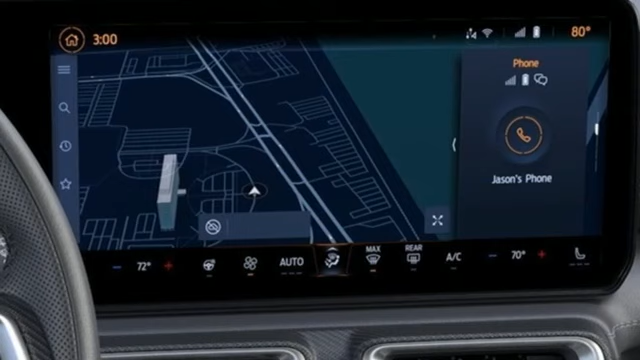 3:00
80°
Phone
Jason's Phone
72°
AUTO
MAX
REAR
A/C
70°